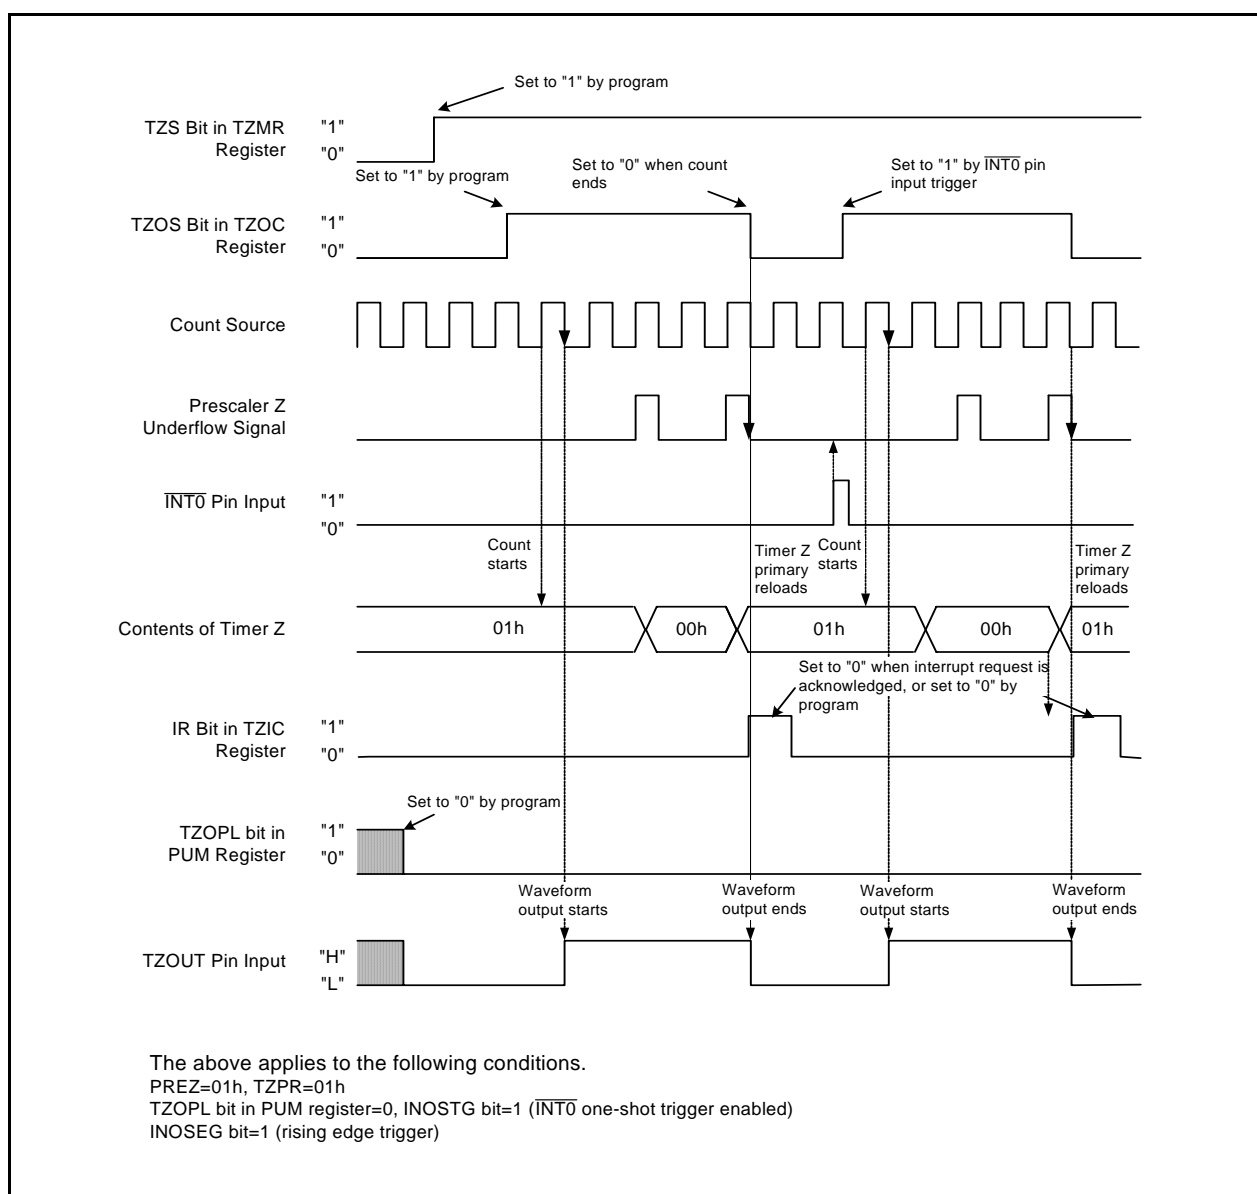 Set to "1" by program
TZS Bit in TZMR
Register
"1"
"0"
Set to "1" by program
Set to "0" when count
ends
Set to "1" by INT0 pin
input trigger
TZOS Bit in TZOC
Register
"1"
"0"
Count Source
Prescaler Z
Underflow Signal
INT0 Pin Input
"1"
"0"
Count
starts
Timer Z
primary
reloads
Count
starts
Timer Z
primary
reloads
Contents of Timer Z
01h
00h
01h
00h
01h
Set to "0" when interrupt request is
acknowledged, or set to "0" by
program
IR Bit in TZIC
Register
"1"
"0"
Set to "0" by program
TZOPL bit in
PUM Register
"1"
"0"
Waveform
output starts
Waveform
output ends
Waveform
output starts
Waveform
output ends
TZOUT Pin Input
"H"
"L"
The above applies to the following conditions.
PREZ=01h, TZPR=01h
TZOPL bit in PUM register=0, INOSTG bit=1 (INT0 one-shot trigger enabled)
INOSEG bit=1 (rising edge trigger)